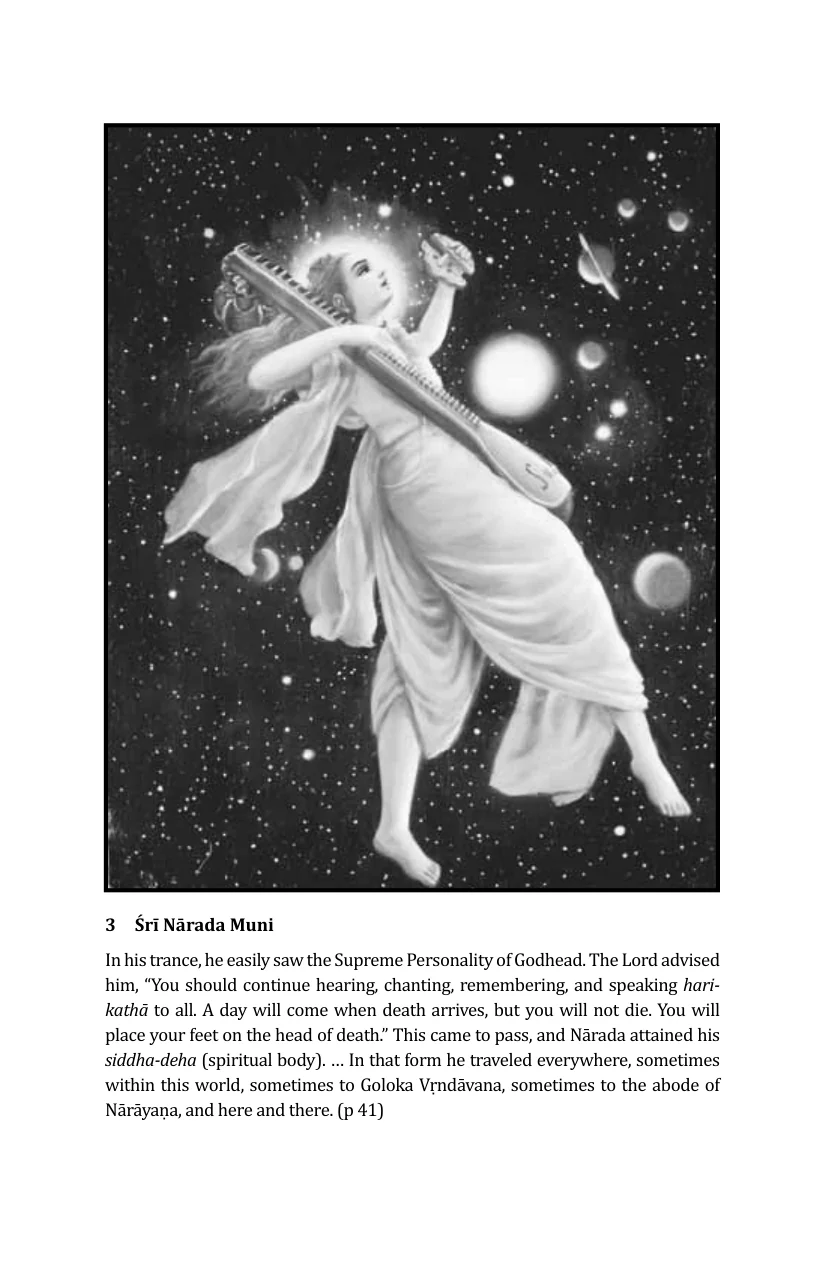 3 Śrī Nārada Muni
In his trance, he easily saw the Supreme Personality of Godhead. The Lord advised
him, “You should continue hearing, chanting, remembering, and speaking hari-
kathā to all. A day will come when death arrives, but you will not die. You will
place your feet on the head of death.” This came to pass, and Nārada attained his
siddha-deha (spiritual body). … In that form he traveled everywhere, sometimes
within this world, sometimes to Goloka Vṛndāvana, sometimes to the abode of
Nārāyaṇa, and here and there. (p 41)